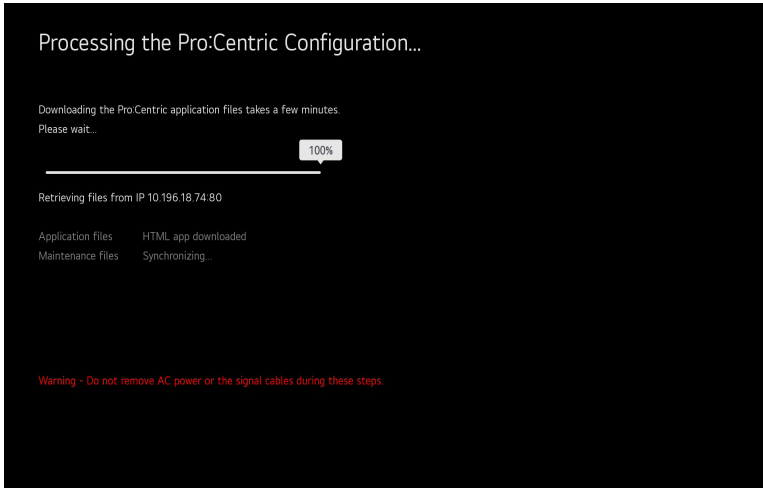 Processing the Pro:Centric Configuration...
Downloading the Pro:Centric application files takes a few minutes.
Please wait...
100%
Retrieving files from IP 10.196.18.74:80
Application files HTML app downloaded
Maintenance files Synchronizing...
Warning - Do not remove AC power or the signal cables during these steps.